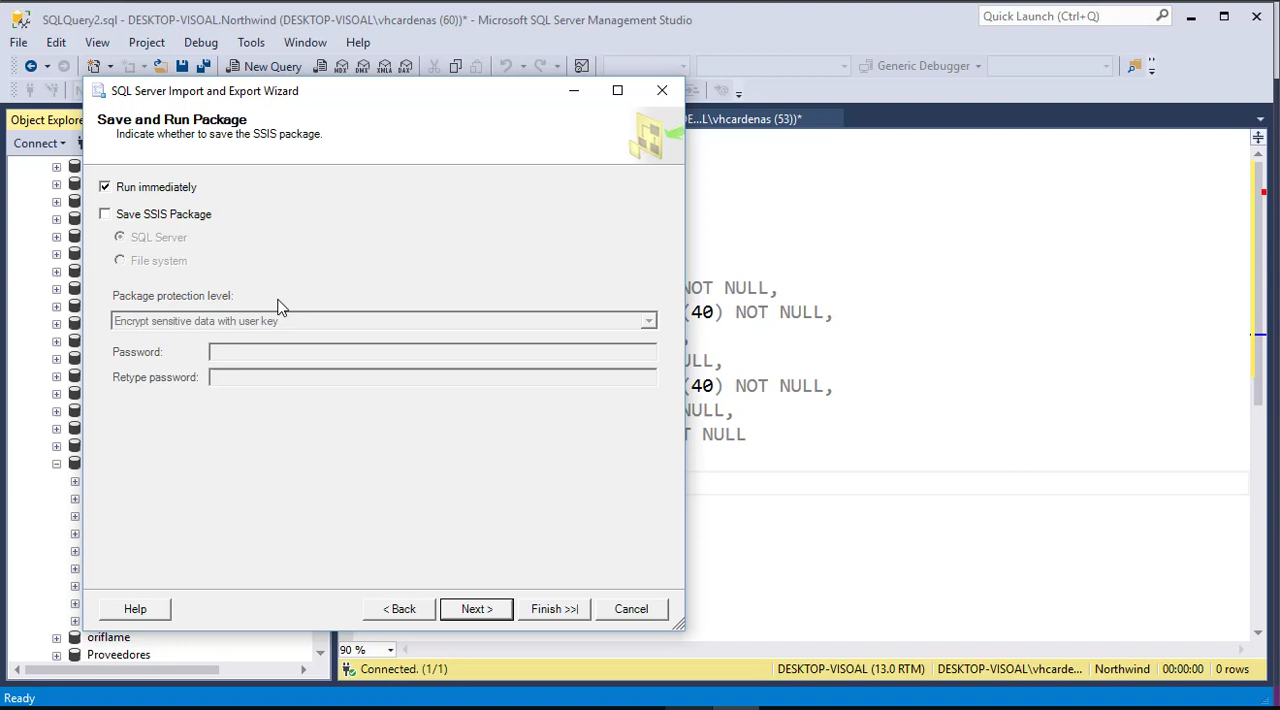 SQLQuery2.sql - DESKTOP-VISOAL.Northwind (DESKTOP-VISOAL\vhcardenas (60))* - Microsoft SQL Server Management Studio
Quick Launch (Ctrl+Q)
File Edit View Project Debug Tools Window Help
New Query
MDX DMX XMLA DAX
Generic Debugger
SQL Server Import and Export Wizard
Object Explore
E...L\vhcardenas (53))*
Connect
Save and Run Package
Indicate whether to save the SSIS package.
Run immediately
Save SSIS Package
SQL Server
File system
Package protection level:
Encrypt sensitive data with user key
Password:
Retype password:
NOT NULL,
(40) NOT NULL,
,
ULL,
(40) NOT NULL,
NULL,
T NULL
Help
< Back
Next >
Finish >>|
Cancel
oriflame
Proveedores
90 %
Connected. (1/1)
DESKTOP-VISOAL (13.0 RTM)
DESKTOP-VISOAL\vhcarde...
Northwind
00:00:00
0 rows
Ready